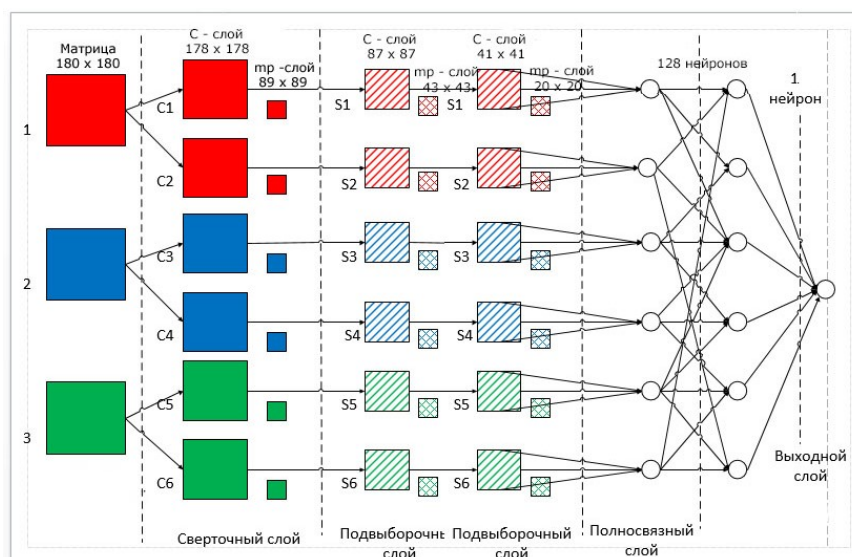 Матрица
180 x 180
С - слой
178 x 178
mp -слой
89 x 89
С - слой
87 x 87
mp - слой
43 x 43
С - слой
41 x 41
mp - слой
20 x 20
128 нейронов
1
нейрон
1
C1
S1
S1
C2
S2
S2
2
C3
S3
S3
C4
S4
S4
3
C5
S5
S5
C6
S6
S6
Выходной
слой
Сверточный слой
Подвыборочнь
слой
Подвыборочный
слой
Полносвязный
слой